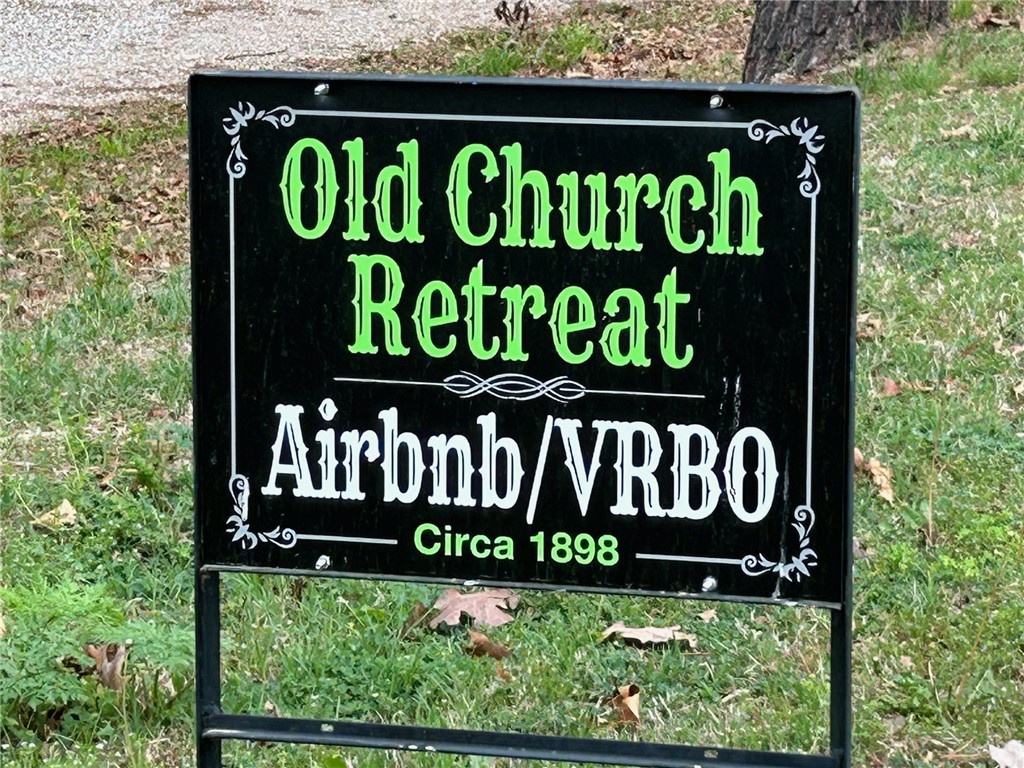 Old Church
Retreat
Airbnb/VRBO
Circa 1898